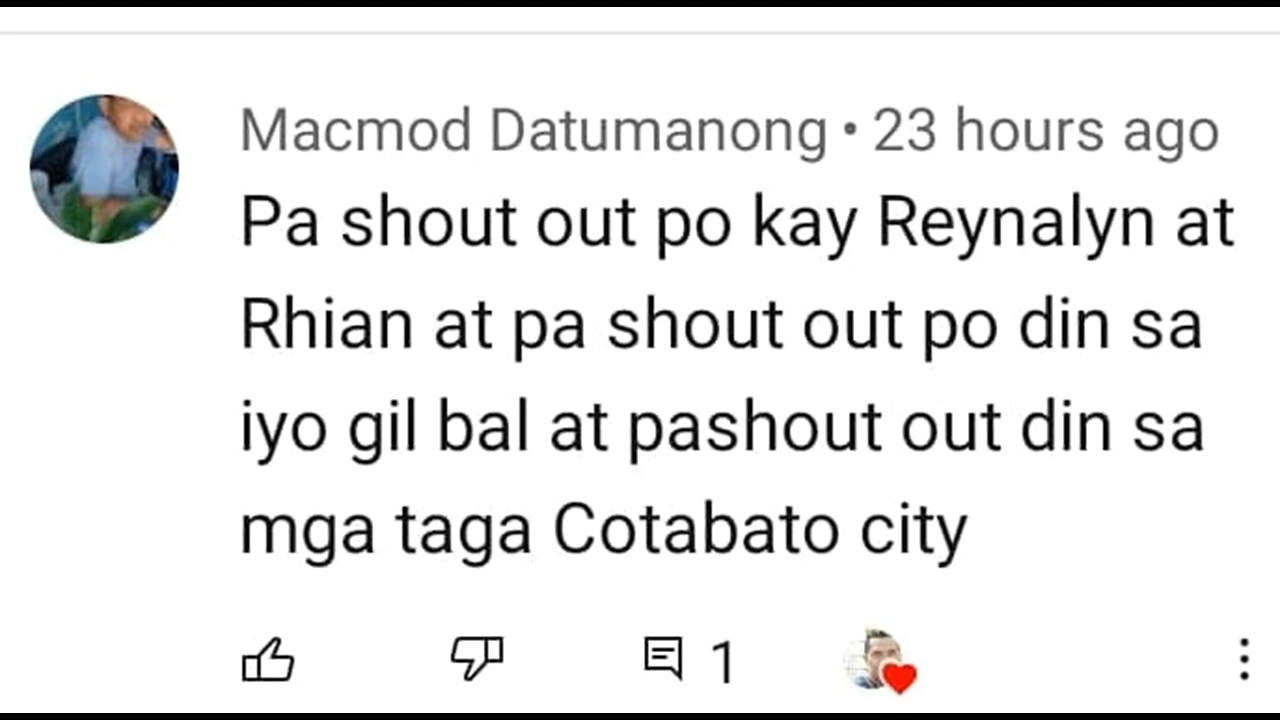 Macmod Datumanong • 23 hours ago
Pa shout out po kay Reynalyn at
Rhian at pa shout out po din sa
iyo gil bal at pashout out din sa
mga taga Cotabato city
1